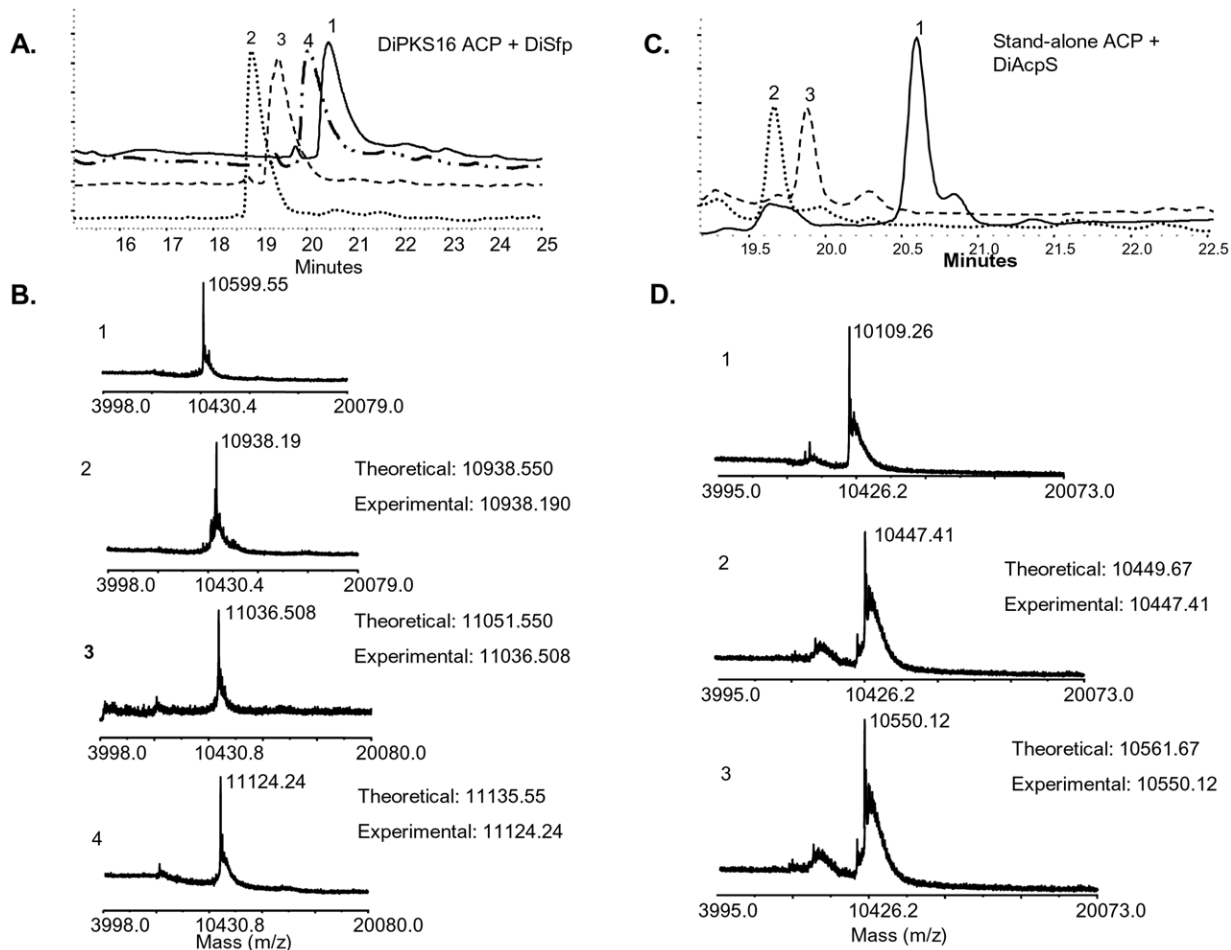 A.
1
2
3
4
DiPKS16 ACP + DiSfp
16 17 18 19 20 21 22 23 24 25
Minutes
B.
10599.55
1
3998.0 10430.4 20079.0
10938.19
2
Theoretical: 10938.550
Experimental: 10938.190
3998.0 10430.4 20079.0
11036.508
3
Theoretical: 11051.550
Experimental: 11036.508
3998.0 10430.8 20080.0
11124.24
4
Theoretical: 11135.55
Experimental: 11124.24
3998.0 10430.8 20080.0
Mass (m/z)
C.
1
2
3
Stand-alone ACP +
DiAcpS
19.5 20.0 20.5 21.0 21.5 22.0 22.5
Minutes
D.
10109.26
1
3995.0 10426.2 20073.0
10447.41
2
Theoretical: 10449.67
Experimental: 10447.41
3995.0 10426.2 20073.0
10550.12
3
Theoretical: 10561.67
Experimental: 10550.12
3995.0 10426.2 20073.0
Mass (m/z)